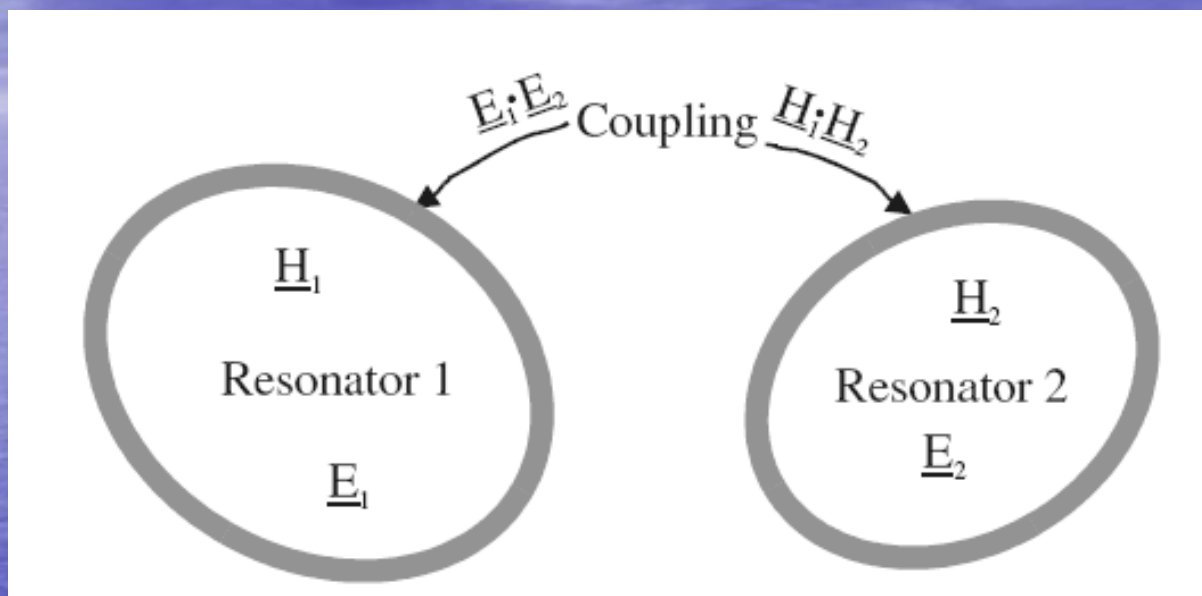 E₁·E₂ Coupling H₁·H₂
H₁
H₂
Resonator 1
Resonator 2
E₁
E₂